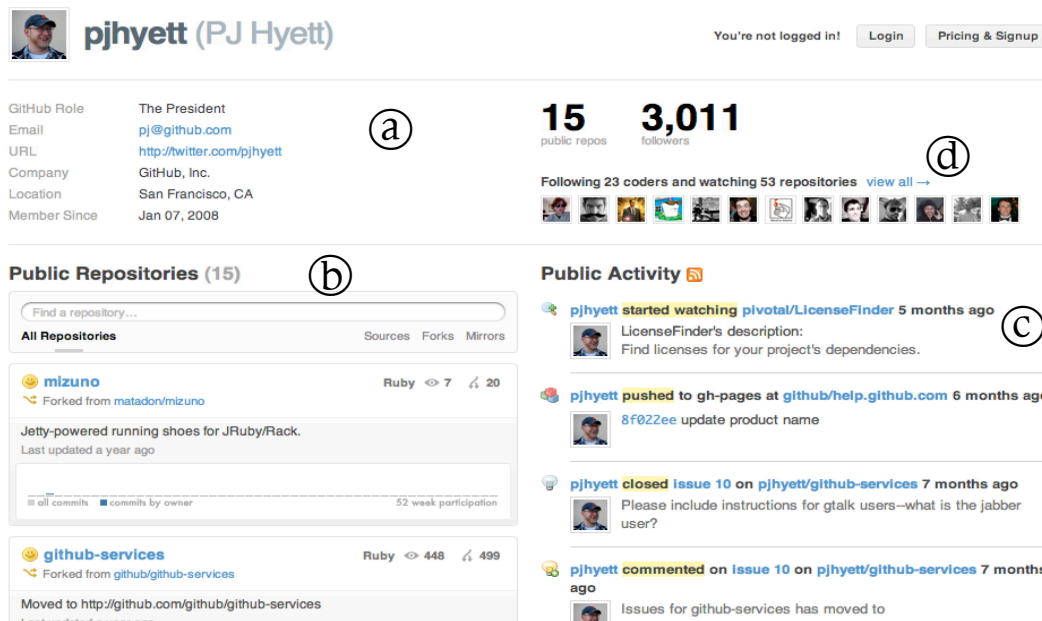 pjhyett (PJ Hyett)
You're not logged in! Login Pricing & Signup
GitHub Role The President
Email pj@github.com
URL http://twitter.com/pjhyett
Company GitHub, Inc.
Location San Francisco, CA
Member Since Jan 07, 2008
a
15 3,011
public repos followers
d
Following 23 coders and watching 53 repositories view all →
Public Repositories (15)
b
Find a repository...
All Repositories Sources Forks Mirrors
mizuno Ruby 7 20
Forked from matadon/mizuno
Jetty-powered running shoes for JRuby/Rack.
Last updated a year ago
all commits commits by owner 52 week participation
github-services Ruby 448 499
Forked from github/github-services
Moved to http://github.com/github/github-services
Last updated a year ago
Public Activity
pjhyett started watching pivotal/LicenseFinder 5 months ago
c
LicenseFinder's description:
Find licenses for your project's dependencies.
pjhyett pushed to gh-pages at github/help.github.com 6 months ago
8f022ee update product name
pjhyett closed issue 10 on pjhyett/github-services 7 months ago
Please include instructions for gtalk users--what is the jabber
user?
pjhyett commented on issue 10 on pjhyett/github-services 7 months
ago
Issues for github-services has moved to